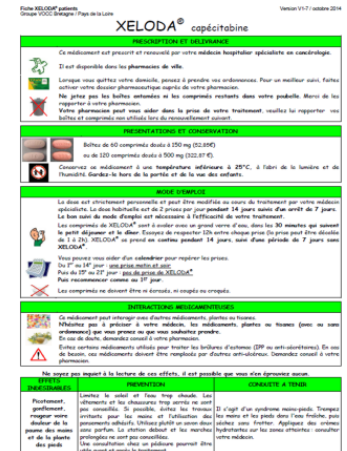 Fiche XELODA® patients
Groupe VOCC Bretagne / Pays de la Loire
Version V1-7 / octobre 2014
XELODA® capécitabine
PRESCRIPTION ET DELIVRANCE
Ce médicament est prescrit et renouvelé par votre médecin hospitalier spécialiste en cancérologie.
Il est disponible dans les pharmacies de ville.
Lorsque vous quittez votre domicile, pensez à prendre vos ordonnances. Pour un meilleur suivi, faites
activer votre dossier pharmaceutique auprès de votre pharmacien.
Ne jetez pas les boîtes entamées ni les comprimés restants dans votre poubelle. Merci de les
rapporter à votre pharmacien.
Votre pharmacien peut vous aider dans la prise de votre traitement, veuillez lui rapporter vos
boîtes et comprimés non utilisés lors du renouvellement suivant.
PRESENTATIONS ET CONSERVATION
Boîtes de 60 comprimés dosés à 150 mg (52,85€)
ou de 120 comprimés dosés à 500 mg (322,87 €).
Conservez ce médicament à une température inférieure à 25°C, à l'abri de la lumière et de
l'humidité. Gardez-le hors de la portée et de la vue des enfants.
MODE D'EMPLOI
La dose est strictement personnelle et peut être modifiée au cours du traitement par votre médecin
spécialiste. La dose habituelle est de 2 prises par jour pendant 14 jours suivis d'un arrêt de 7 jours.
Le bon suivi du mode d'emploi est nécessaire à l'efficacité de votre traitement.
Les comprimés de XELODA® sont à avaler avec un grand verre d'eau, dans les 30 minutes qui suivent
le petit déjeuner et le dîner. Essayez de respecter 12h entre chaque prise (la prise peut être décalée
de 1 à 2h). XELODA® se prend en continu pendant 14 jours, suivi d'une période de 7 jours sans
XELODA®.
Vous pouvez vous aider d'un calendrier pour repérer les prises.
Du 1er au 14e jour : une prise matin et soir.
Puis du 15e au 21e jour : pas de prise de XELODA®
Puis recommencer comme au 1er jour.
Les comprimés ne doivent être ni écrasés, ni coupés ou croqués.
INTERACTIONS MEDICAMENTEUSES
Ce médicament peut interagir avec d'autres médicaments, plantes ou tisanes.
N'hésitez pas à préciser à votre médecin, les médicaments, plantes ou tisanes (avec ou sans
ordonnance) que vous prenez ou que vous souhaitez prendre.
En cas de doute, demandez conseil à votre pharmacien.
Évitez certains médicaments utilisés pour traiter les brûlures d'estomac (IPP ou anti-ulcéritaires). En cas
de besoin, ces médicaments doivent être remplacés par d'autres anti-ulcéreux. Demandez conseil à votre
pharmacien.
Ne soyez pas inquiet à la lecture de ces effets, il est possible que vous n'en éprouviez aucun.
EFFETS
INDESIRABLES
PREVENTION
CONDUITE A TENIR
Picotement,
gonflement,
rougeur voire
douleur de la
paume des mains
et de la plante
des pieds
Limitez le soleil et l'eau trop chaude. Les
vêtements et les chaussures trop serrés ne sont
pas conseillés. Si possible, évitez les travaux
irritants pour les mains et l'utilisation des
pansements adhésifs. Utilisez plutôt un savon doux
sans parfum. La station debout et les marches
prolongées ne sont pas conseillées.
Une consultation chez un pédicure pourrait être
utile avant et après le traitement.
Il s'agit d'un syndrome mains-pieds. Trempez
les mains et les pieds dans l'eau fraîche, puis
séchez sans frotter. Appliquez des crèmes
hydratantes sur les zones atteintes : consulter
votre médecin.